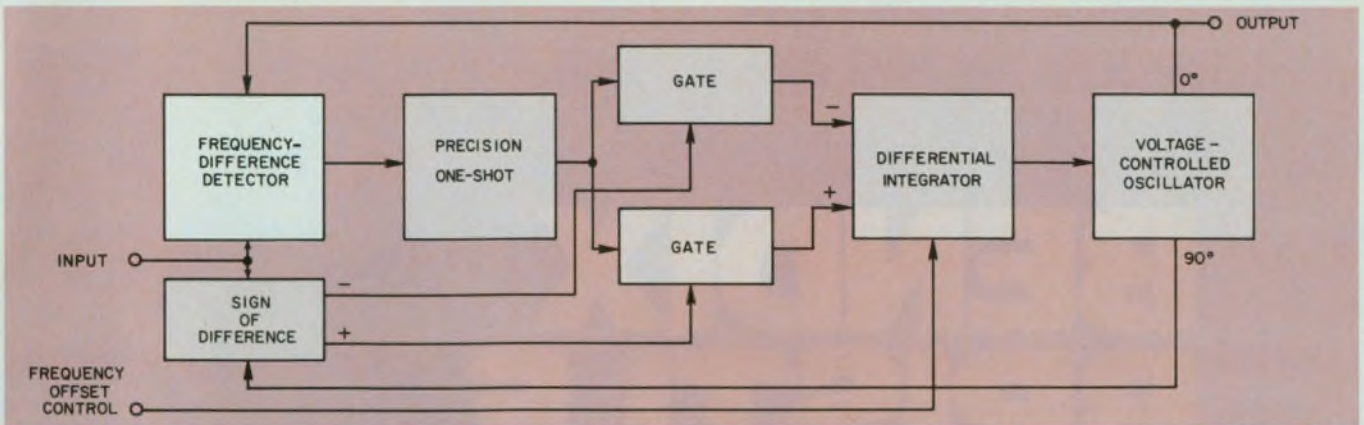 OUTPUT
0°
GATE
FREQUENCY-
DIFFERENCE
DETECTOR
PRECISION
ONE-SHOT
−
DIFFERENTIAL
INTEGRATOR
VOLTAGE-
CONTROLLED
OSCILLATOR
+
GATE
90°
INPUT
−
SIGN
OF
DIFFERENCE
+
FREQUENCY
OFFSET
CONTROL